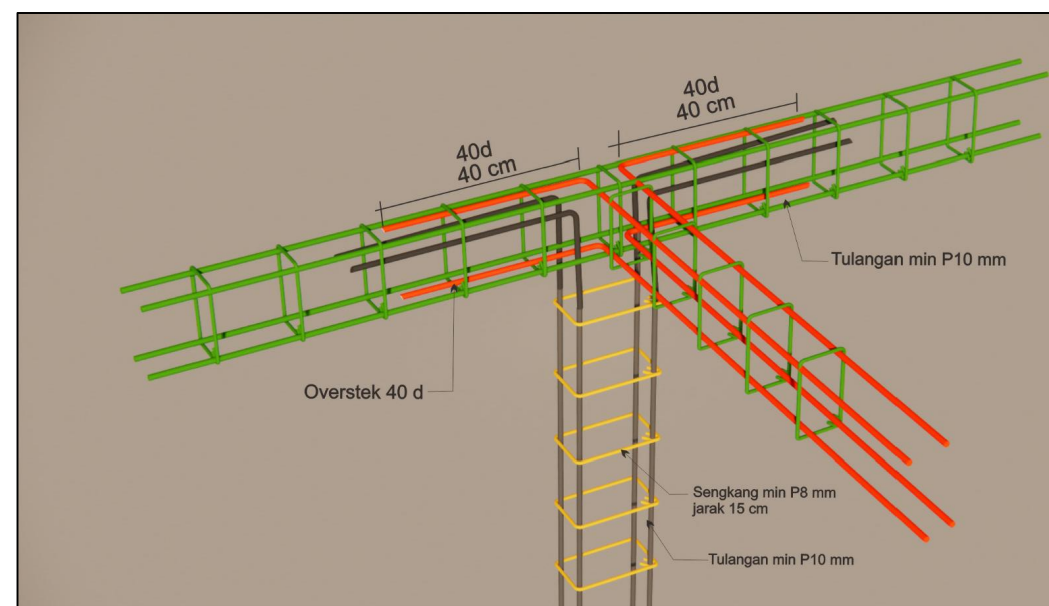 40d
40 cm
40d
40 cm
Tulangan min P10 mm
Overstek 40 d
Sengkang min P8 mm
jarak 15 cm
Tulangan min P10 mm